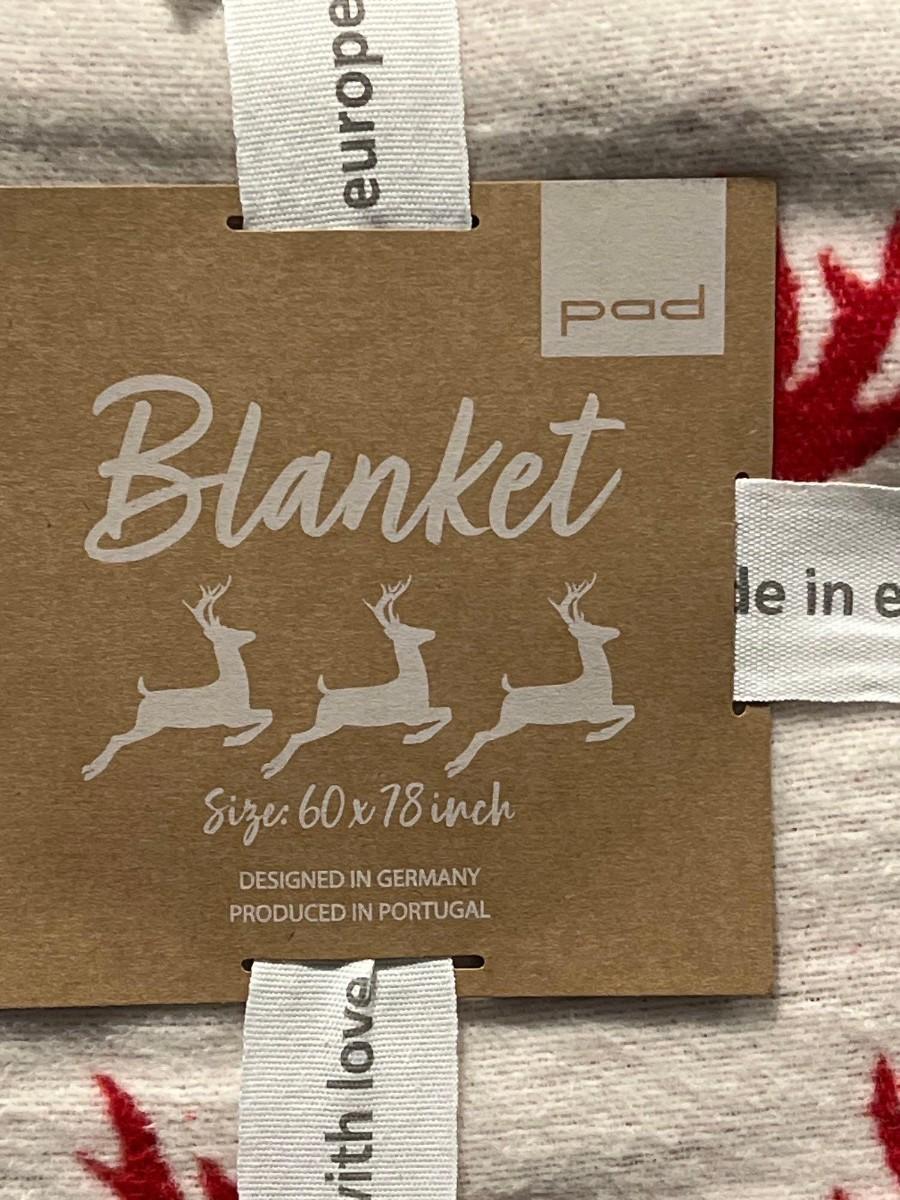 europe
pad
Blanket
de in e
Size: 60 x 78 inch
DESIGNED IN GERMANY
PRODUCED IN PORTUGAL
with love